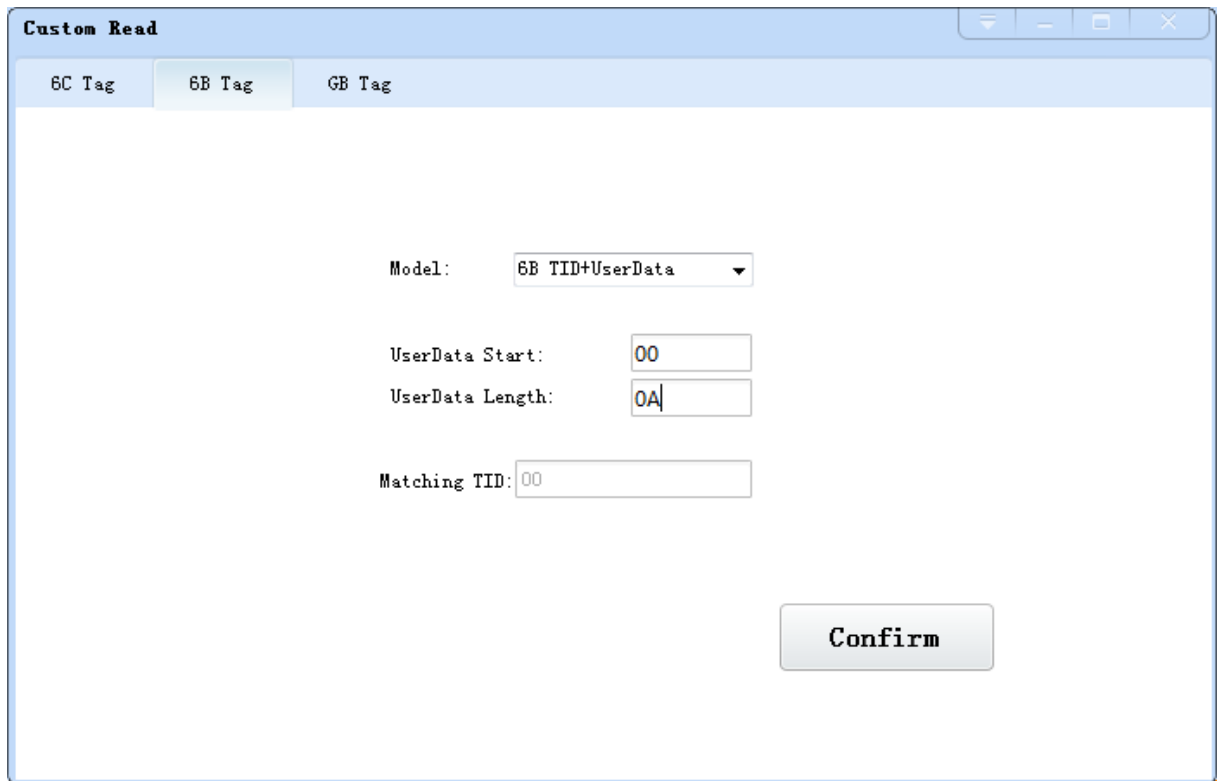 Custom Read
6C Tag 6B Tag GB Tag
Model: 6B TID+UserData
UserData Start: 00
UserData Length: 0A
Matching TID: 00
Confirm